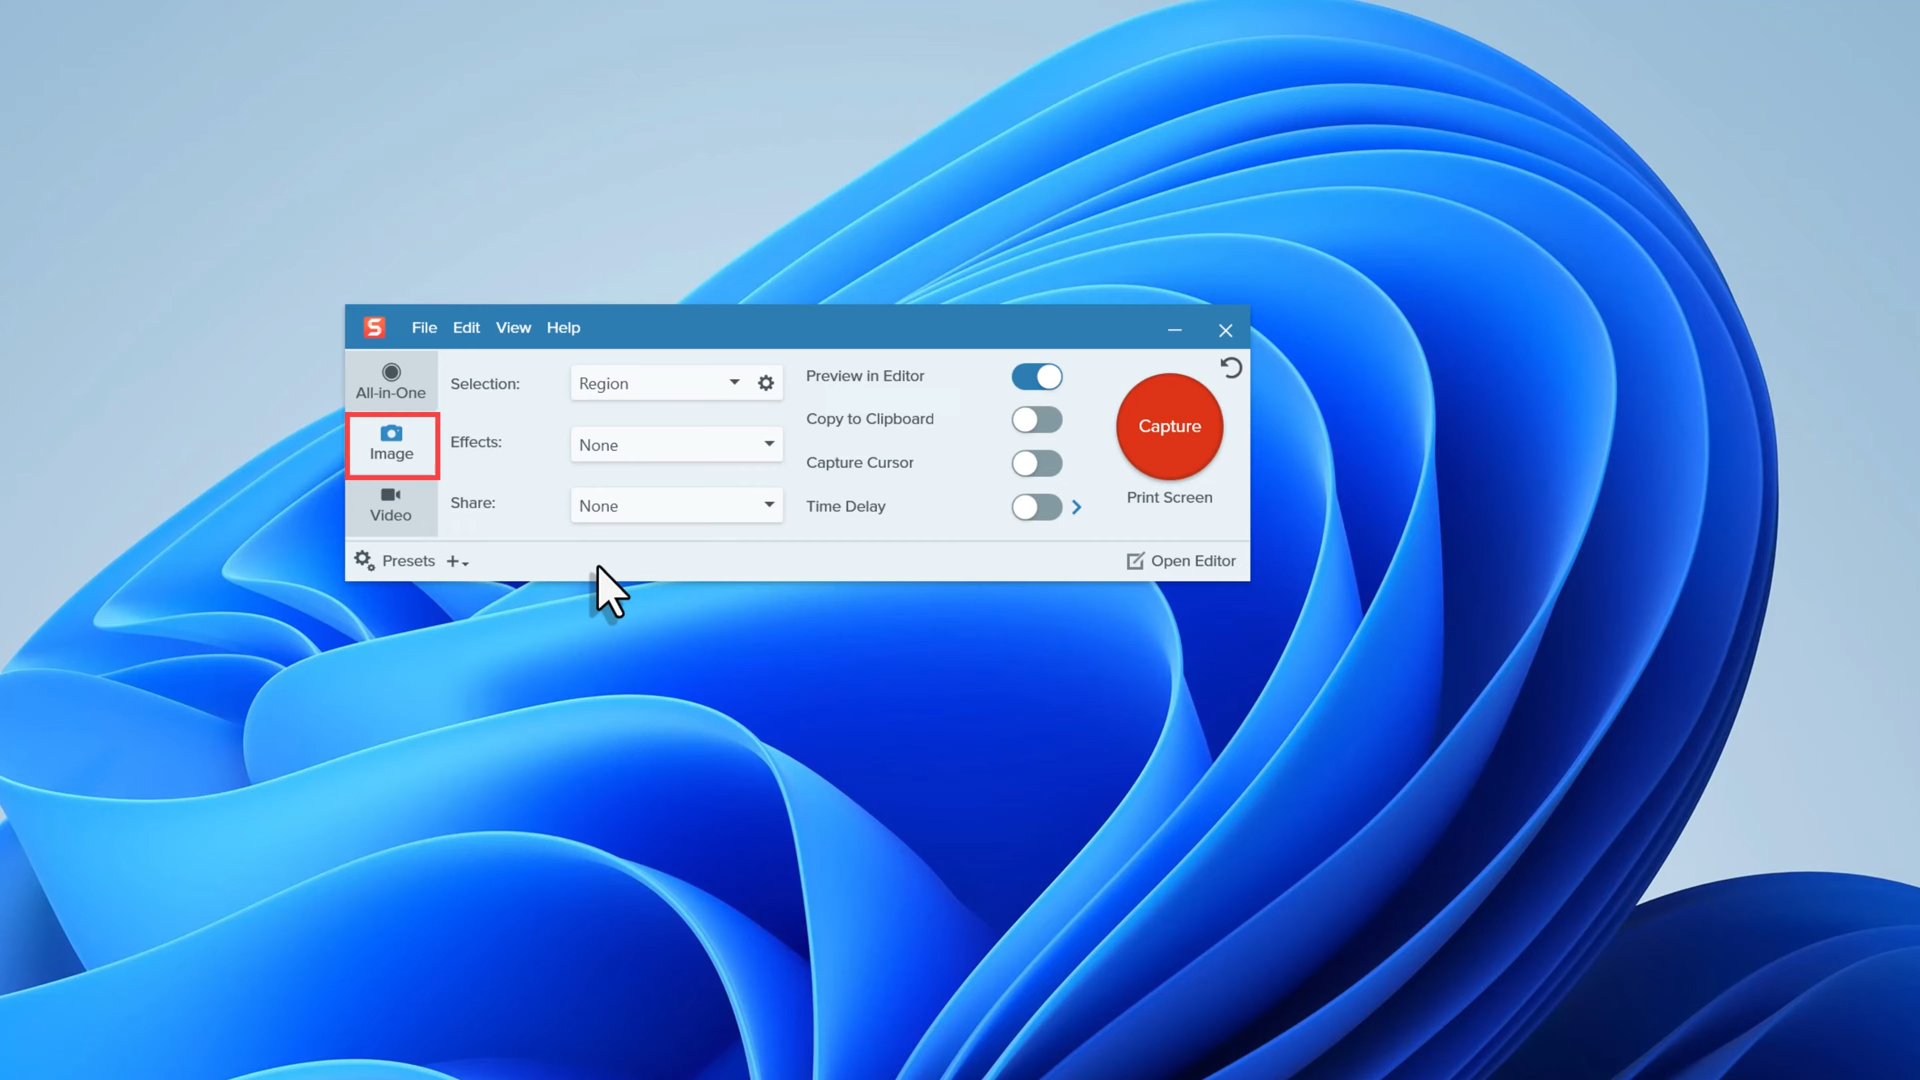 S File Edit View Help
All-in-One
Image
Video
Selection: Region
Effects: None
Share: None
Preview in Editor
Copy to Clipboard
Capture Cursor
Time Delay
Capture
Print Screen
Presets
Open Editor